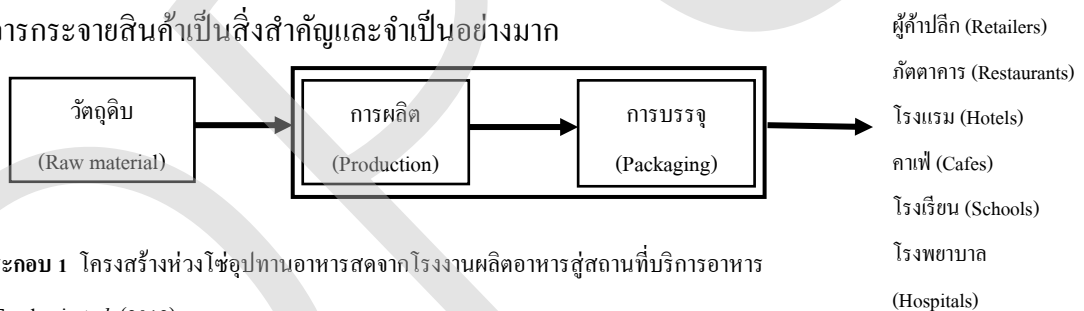 ารกระจายสินค้าเป็นสิ่งสำคัญและจำเป็นอย่างมาก
วัตถุดิบ
(Raw material)
การผลิต
(Production)
การบรรจุ
(Packaging)
ผู้ค้าปลีก (Retailers)
ภัตตาคาร (Restaurants)
โรงแรม (Hotels)
คาเฟ่ (Cafes)
โรงเรียน (Schools)
โรงพยาบาล
(Hospitals)
ะกอบ 1 โครงสร้างห่วงโซ่อุปทานอาหารสดจากโรงงานผลิตอาหารสู่สถานที่บริการอาหาร